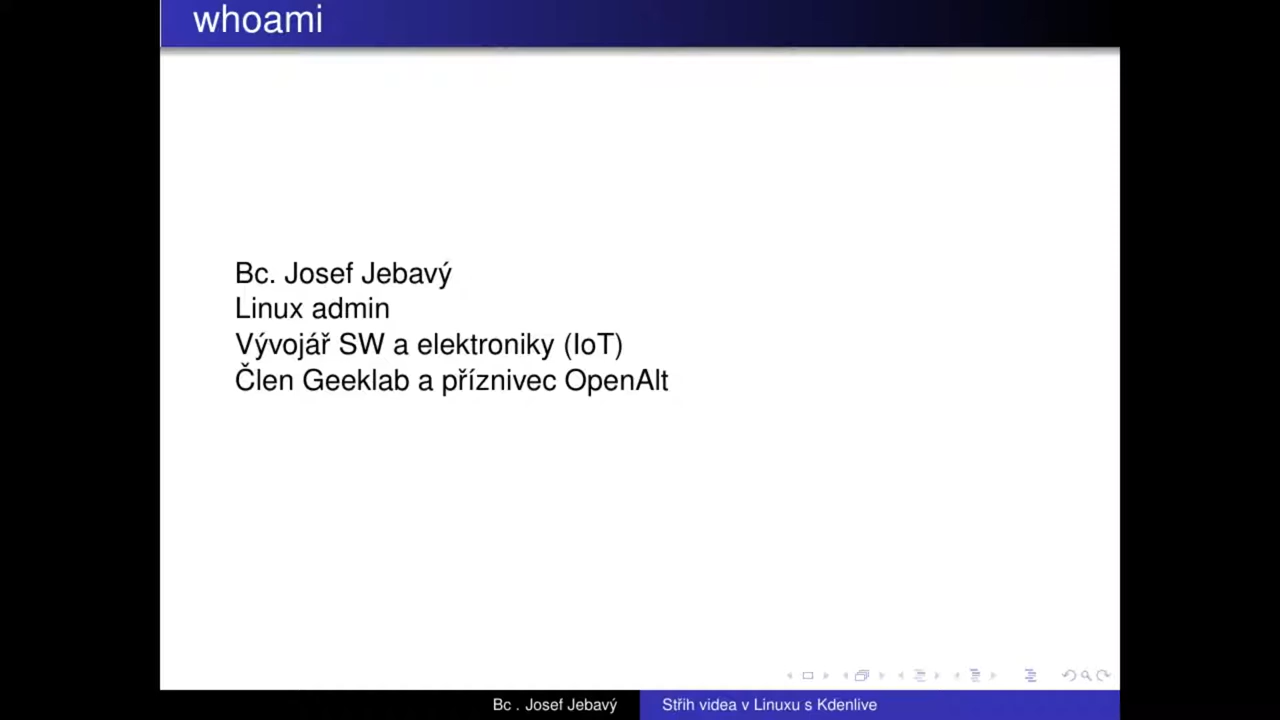 whoami
Bc. Josef Jebavý
Linux admin
Vývojář SW a elektroniky (IoT)
Člen Geeklab a příznivec OpenAlt
Bc . Josef Jebavý
Střih videa v Linuxu s Kdenlive